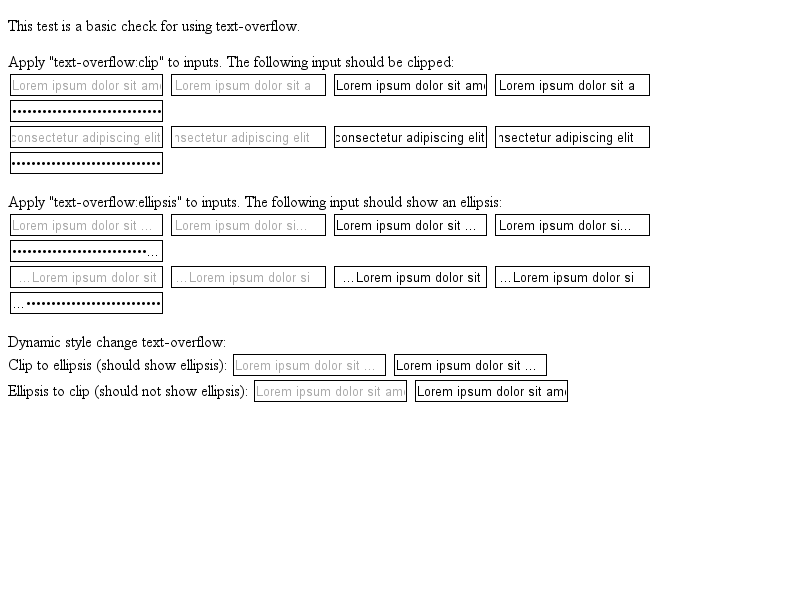 This test is a basic check for using text-overflow.
Apply "text-overflow:clip" to inputs. The following input should be clipped:
Lorem ipsum dolor sit ame Lorem ipsum dolor sit a Lorem ipsum dolor sit ame Lorem ipsum dolor sit a
••••••••••••••••••••••••••••••
consectetur adipiscing elit nsectetur adipiscing elit consectetur adipiscing elit nsectetur adipiscing elit
••••••••••••••••••••••••••••••
Apply "text-overflow:ellipsis" to inputs. The following input should show an ellipsis:
Lorem ipsum dolor sit ... Lorem ipsum dolor si... Lorem ipsum dolor sit ... Lorem ipsum dolor si...
•••••••••••••••••••••••••••...
...Lorem ipsum dolor sit ...Lorem ipsum dolor si ...Lorem ipsum dolor sit ...Lorem ipsum dolor si
...•••••••••••••••••••••••••••
Dynamic style change text-overflow:
Clip to ellipsis (should show ellipsis): Lorem ipsum dolor sit ... Lorem ipsum dolor sit ...
Ellipsis to clip (should not show ellipsis): Lorem ipsum dolor sit ame Lorem ipsum dolor sit ame